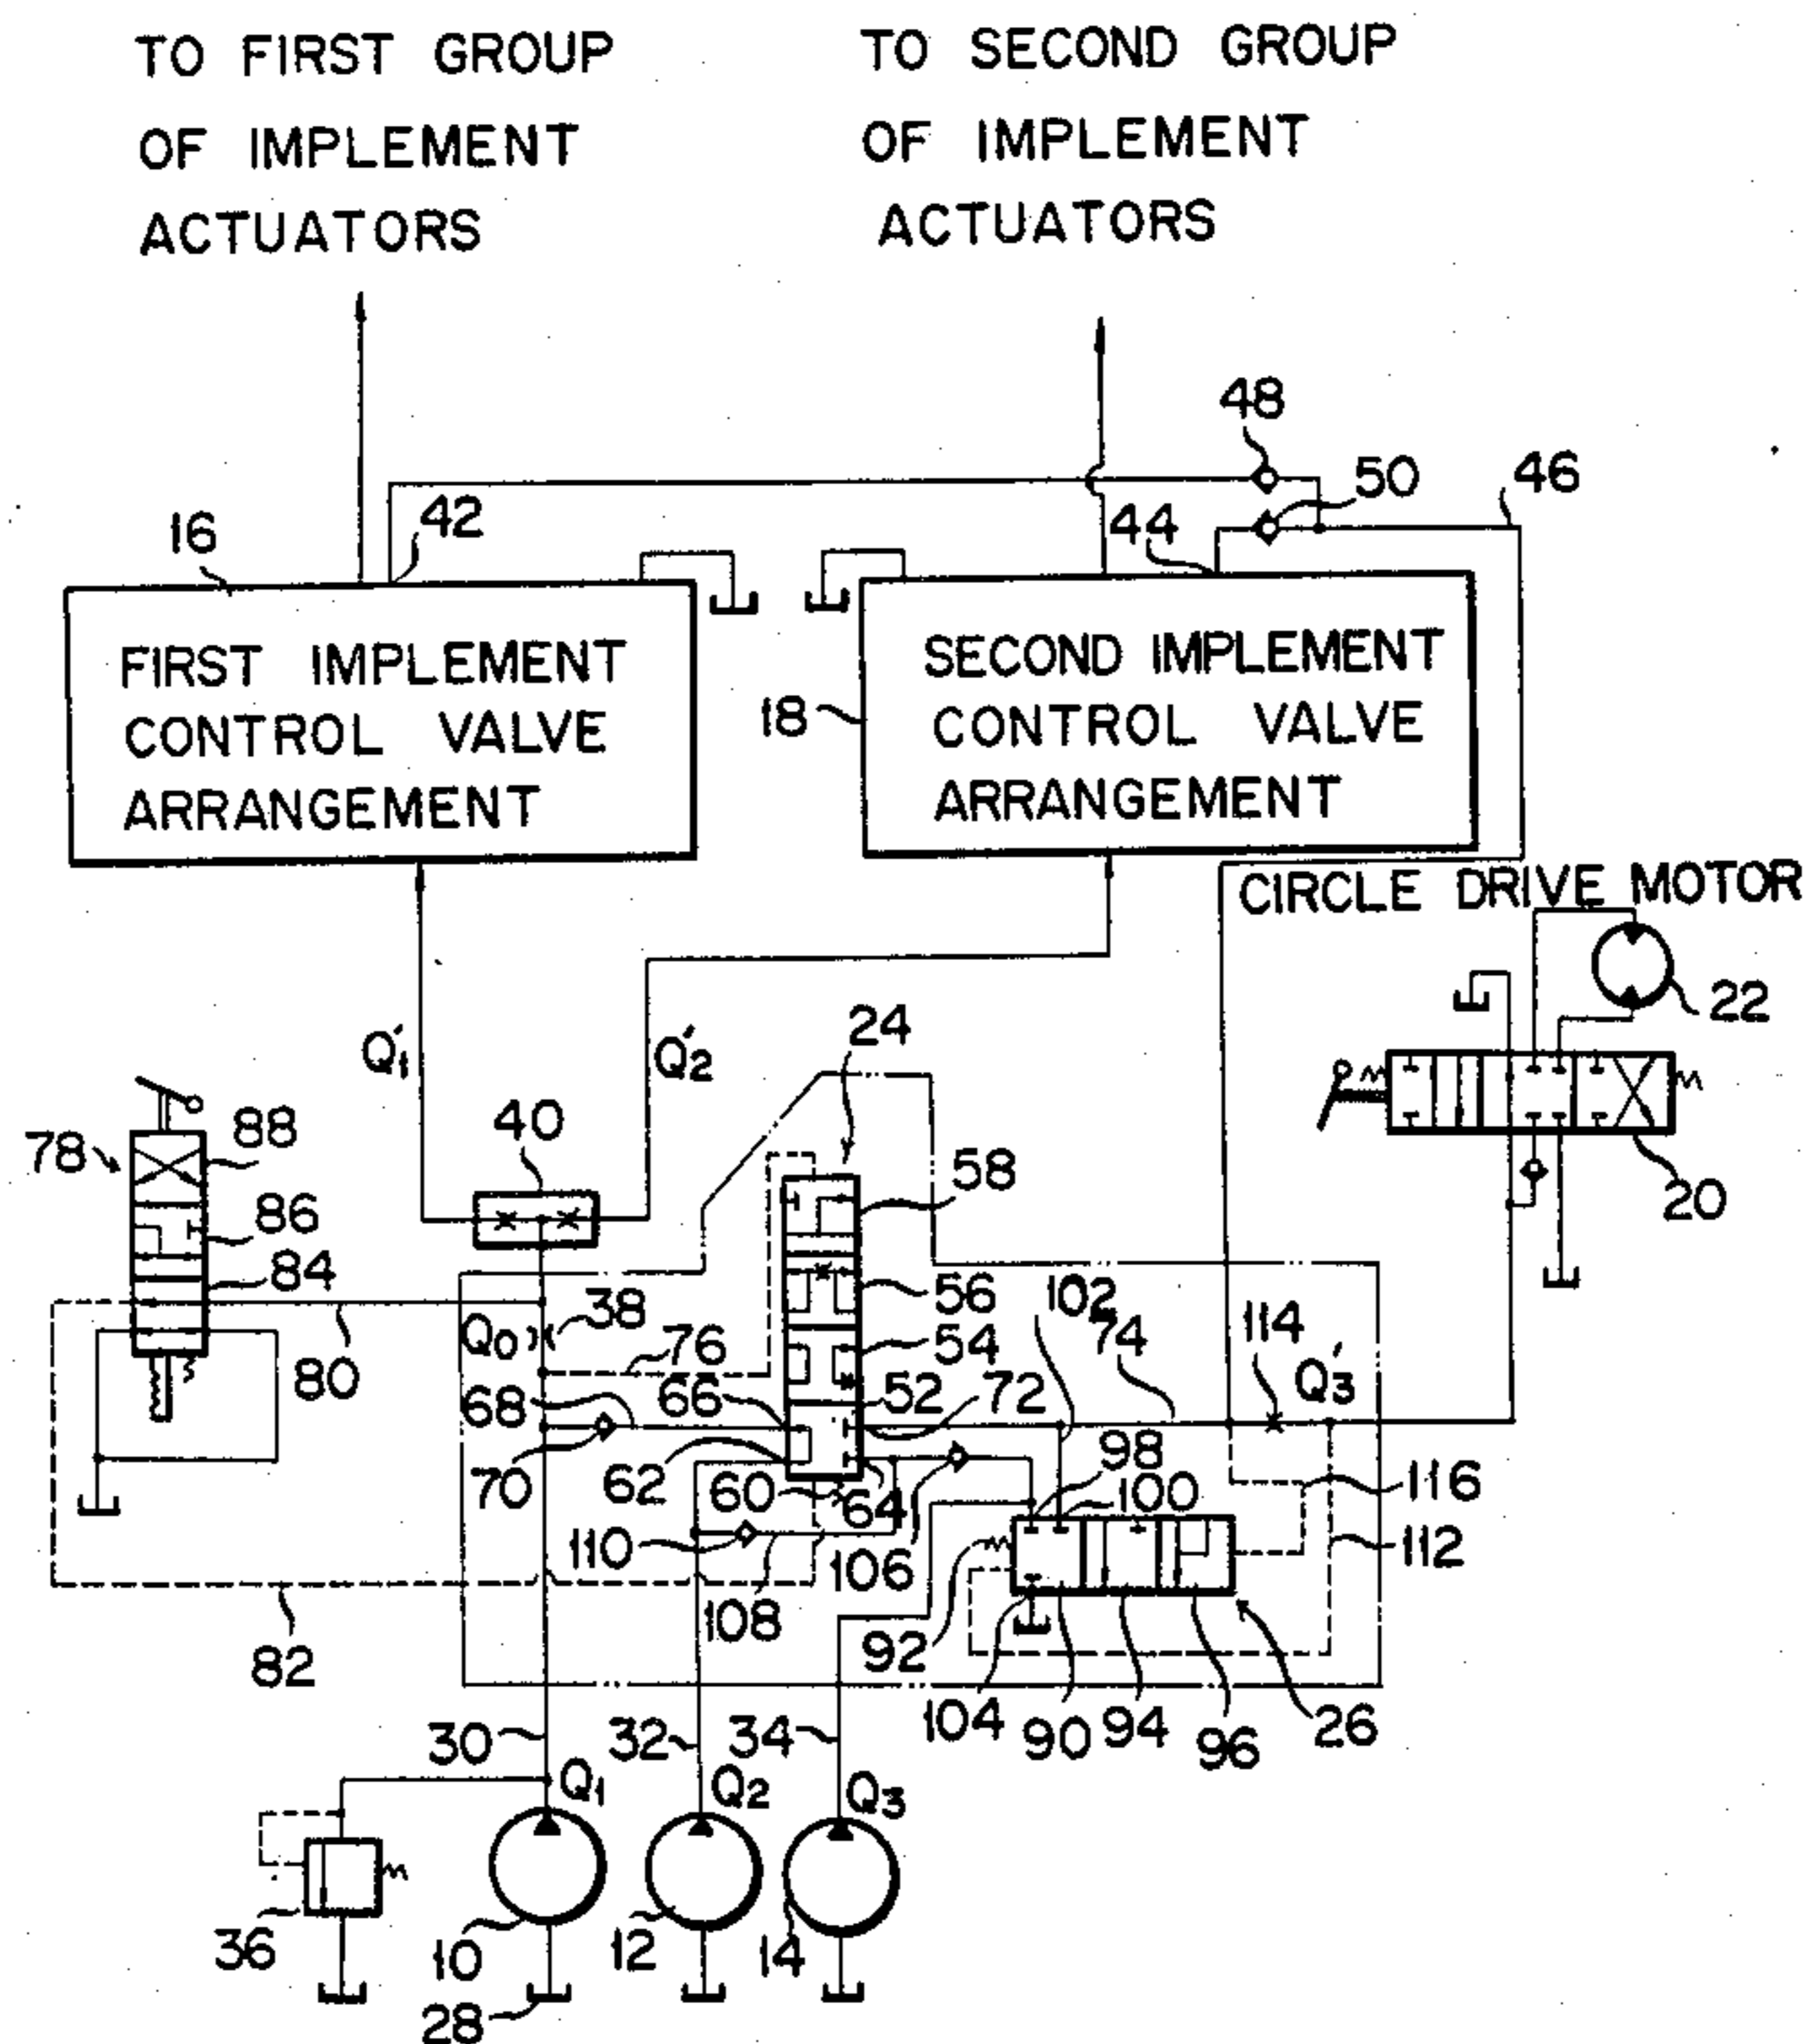 TO FIRST GROUP
OF IMPLEMENT
ACTUATORS
TO SECOND GROUP
OF IMPLEMENT
ACTUATORS
48
50
46
42
44
16
FIRST IMPLEMENT
CONTROL VALVE
ARRANGEMENT
SECOND IMPLEMENT
CONTROL VALVE
ARRANGEMENT
18
CIRCLE DRIVE MOTOR
22
24
Q'1
Q'2
40
88
78
86
84
58
20
56
102
38
Q0
76
54
74
114
Q'3
80
68
66
52
72
98
70
62
60
64
100
116
110
106
112
108
92
82
104
90
94
96
26
30
32
34
Q1
Q2
Q3
36
10
12
14
28